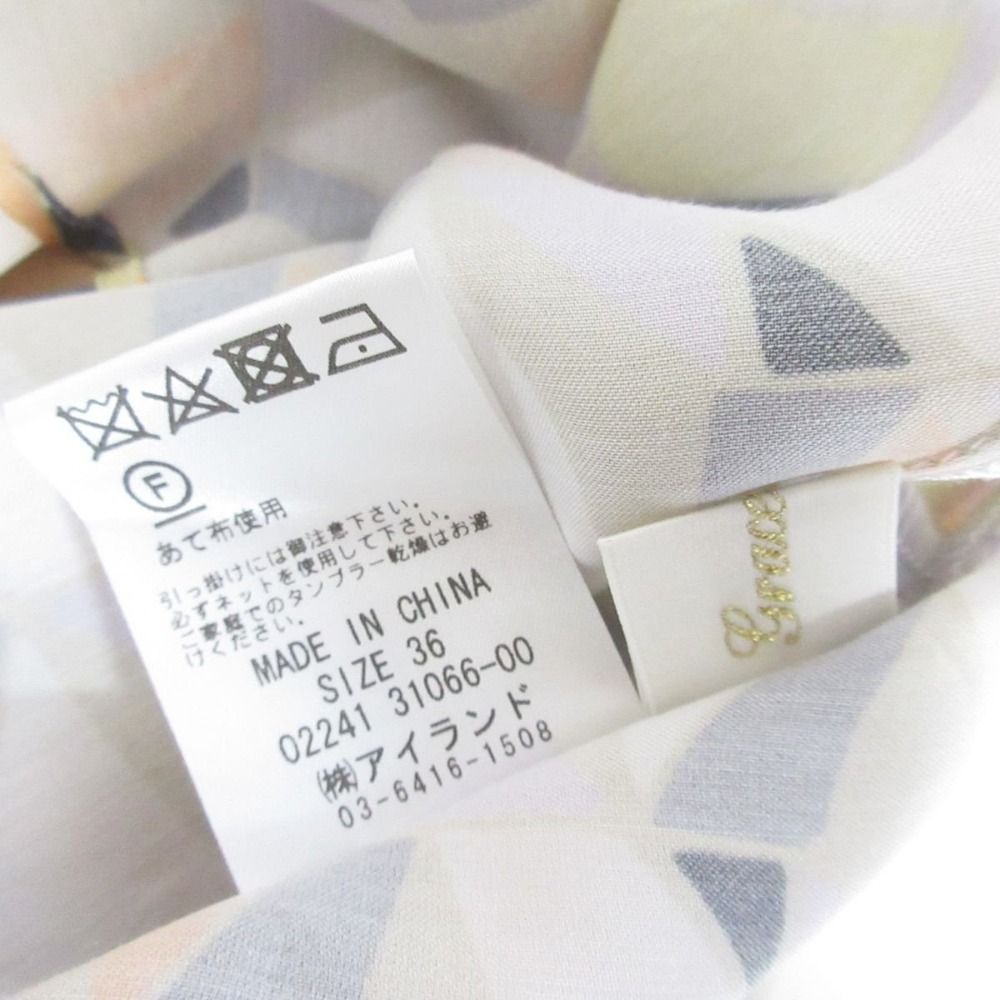 F
あて布使用
引っ掛けには御注意下さい。
必ずネットを使用して下さい。
ご家庭でのタンブラー乾燥はお避
けください。
MADE IN CHINA
SIZE 36
02241 31066-00
㈱アイランド
03-6416-1508
Grace